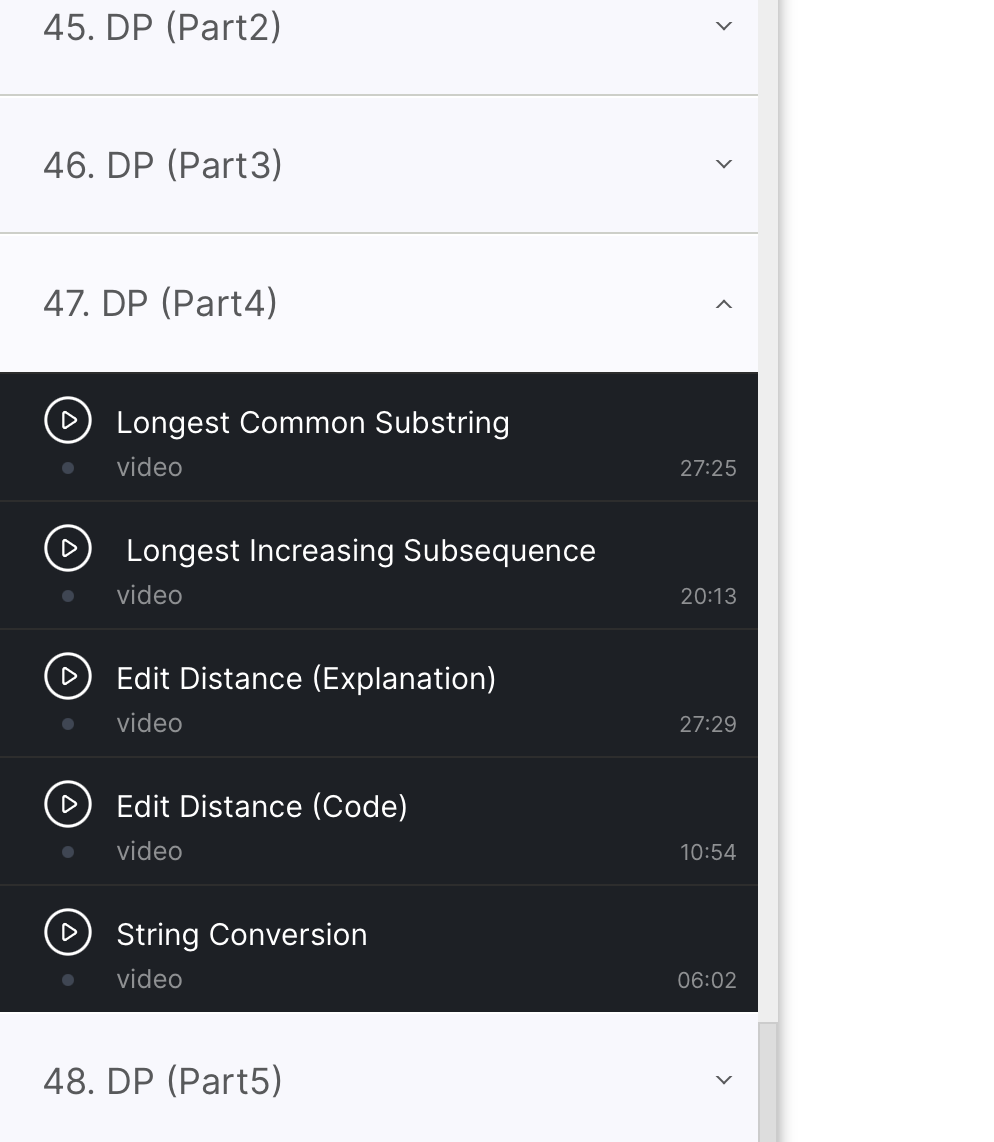 45. DP (Part2)
46. DP (Part3)
47. DP (Part4)
Longest Common Substring
video 27:25
Longest Increasing Subsequence
video 20:13
Edit Distance (Explanation)
video 27:29
Edit Distance (Code)
video 10:54
String Conversion
video 06:02
48. DP (Part5)